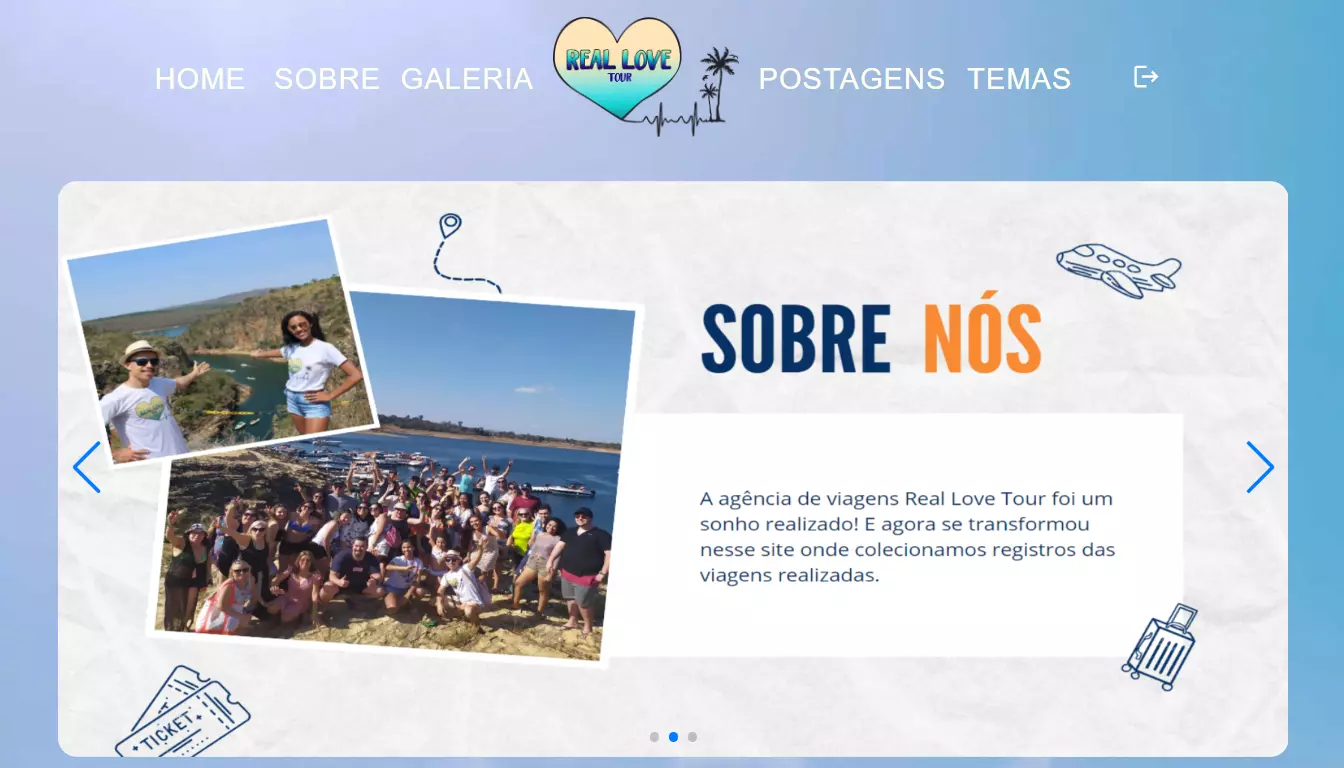 HOME SOBRE GALERIA REAL LOVE POSTAGENS TEMAS
TOUR
SOBRE NÓS
A agência de viagens Real Love Tour foi um
sonho realizado! E agora se transformou
nesse site onde colecionamos registros das
viagens realizadas.
TICKET